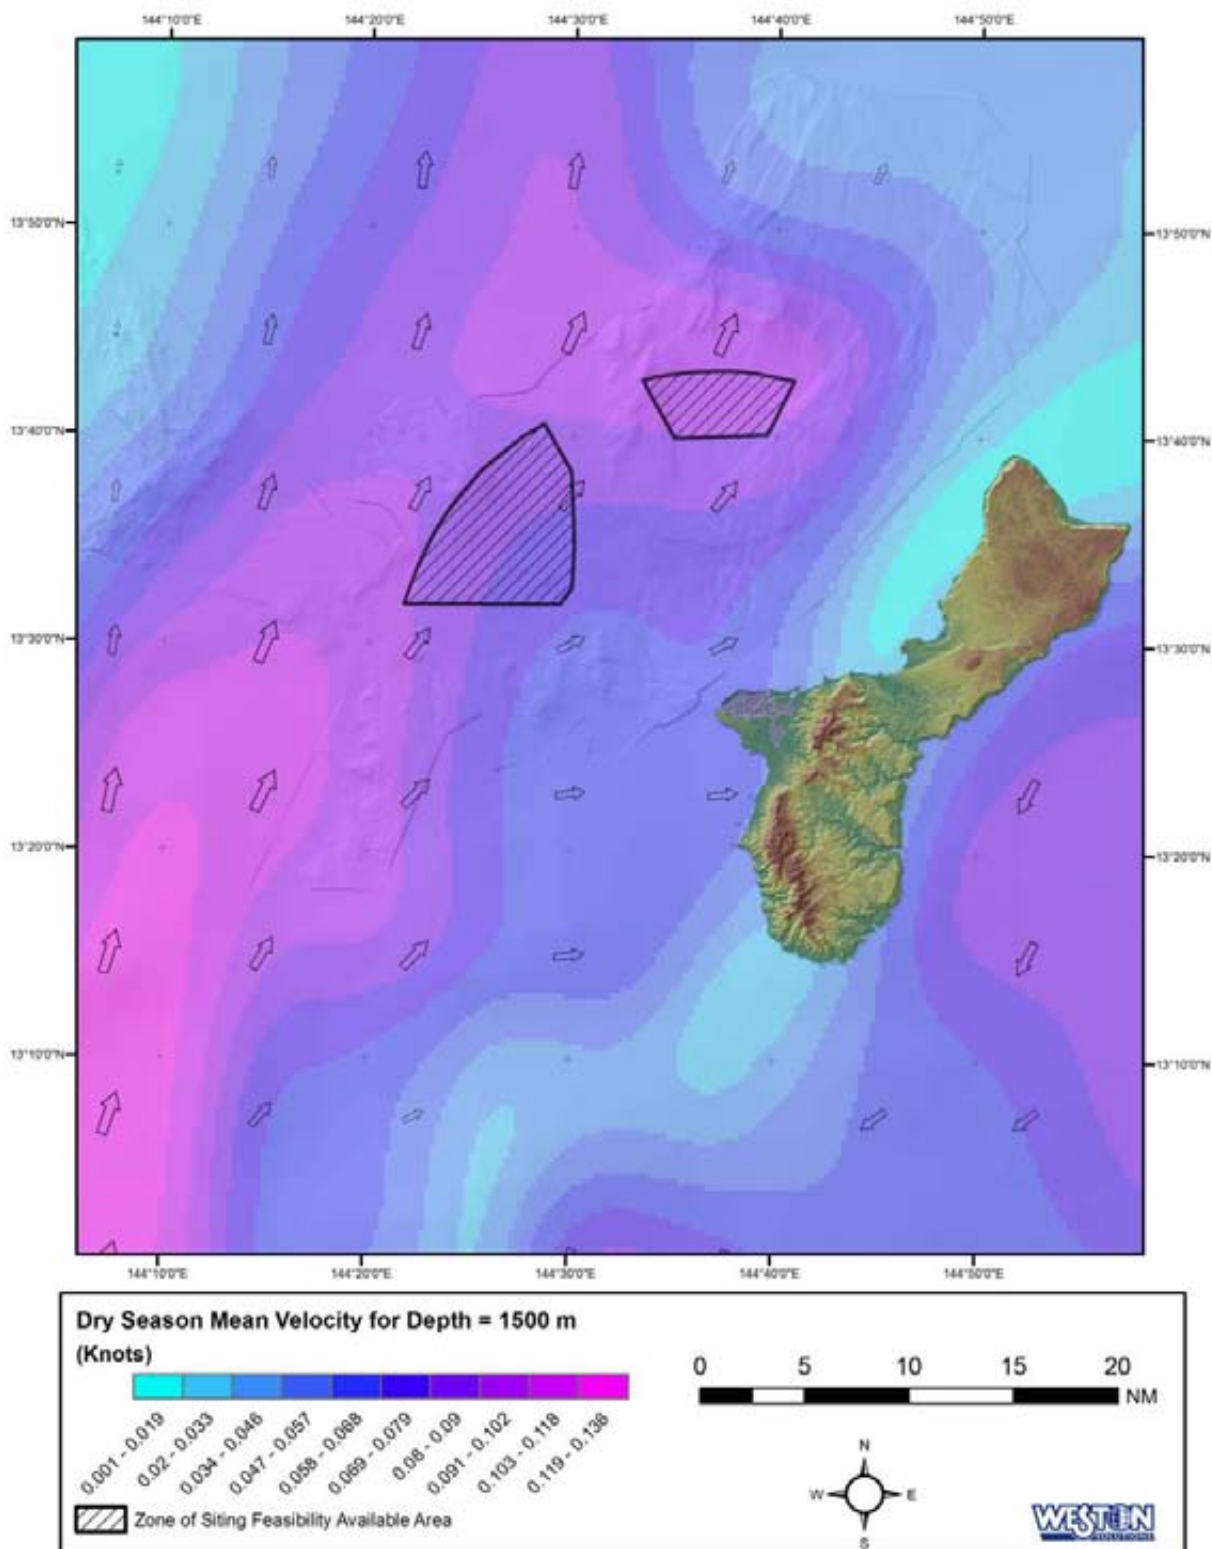 144°10'0"E 144°20'0"E 144°30'0"E 144°40'0"E 144°50'0"E
13°50'0"N
13°50'0"N
13°40'0"N
13°40'0"N
13°30'0"N
13°30'0"N
13°20'0"N
13°20'0"N
13°10'0"N
13°10'0"N
144°10'0"E 144°20'0"E 144°30'0"E 144°40'0"E 144°50'0"E
Dry Season Mean Velocity for Depth = 1500 m
(Knots)
0.001 - 0.019
0.02 - 0.033
0.034 - 0.046
0.047 - 0.057
0.058 - 0.068
0.069 - 0.079
0.08 - 0.09
0.091 - 0.102
0.103 - 0.118
0.119 - 0.136
Zone of Siting Feasibility Available Area
0 5 10 15 20
NM
N
W E
S
WESTON
SOLUTIONS